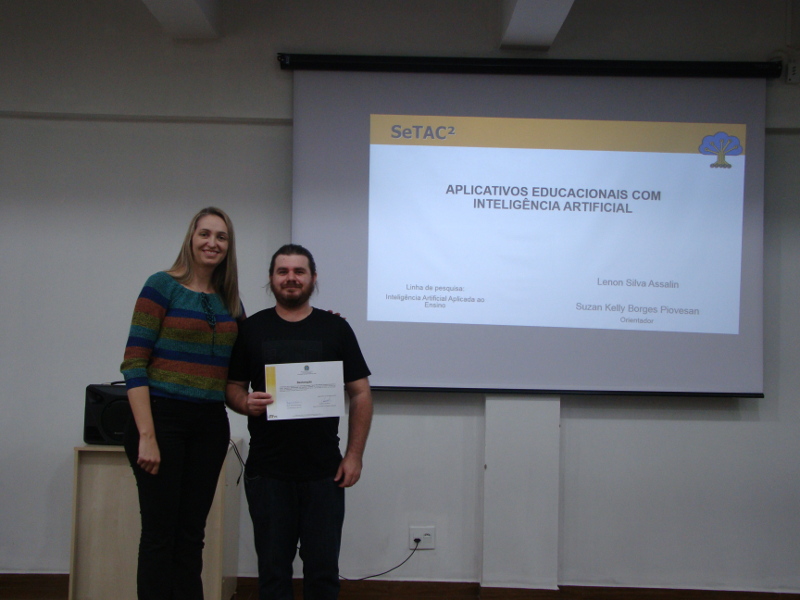 SeTAC²
APLICATIVOS EDUCACIONAIS COM
INTELIGÊNCIA ARTIFICIAL
Linha de pesquisa:
Inteligência Artificial Aplicada ao
Ensino
Lenon Silva Assalin
Suzan Kelly Borges Piovesan
Orientador